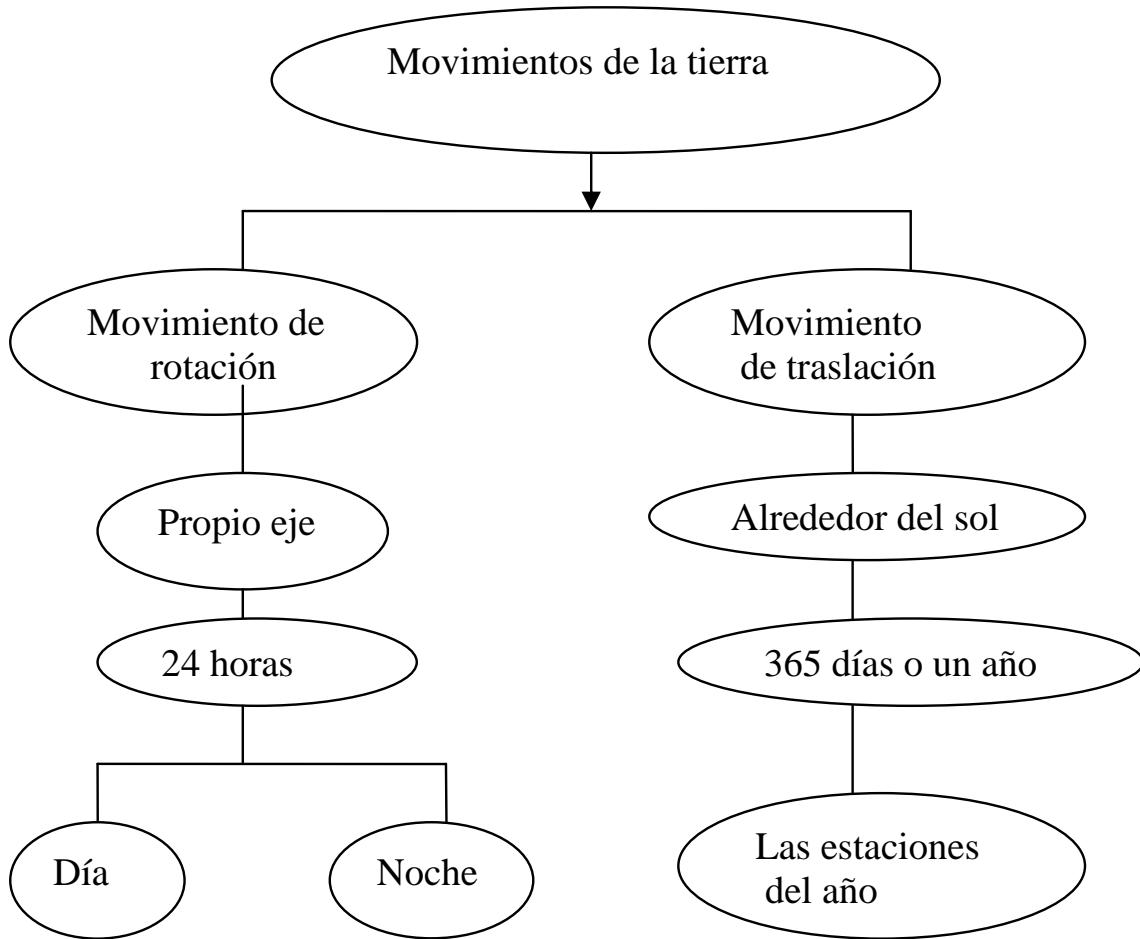 Movimientos de la tierra
Movimiento de
rotación
Movimiento
de traslación
Propio eje
Alrededor del sol
24 horas
365 días o un año
Día
Noche
Las estaciones
del año